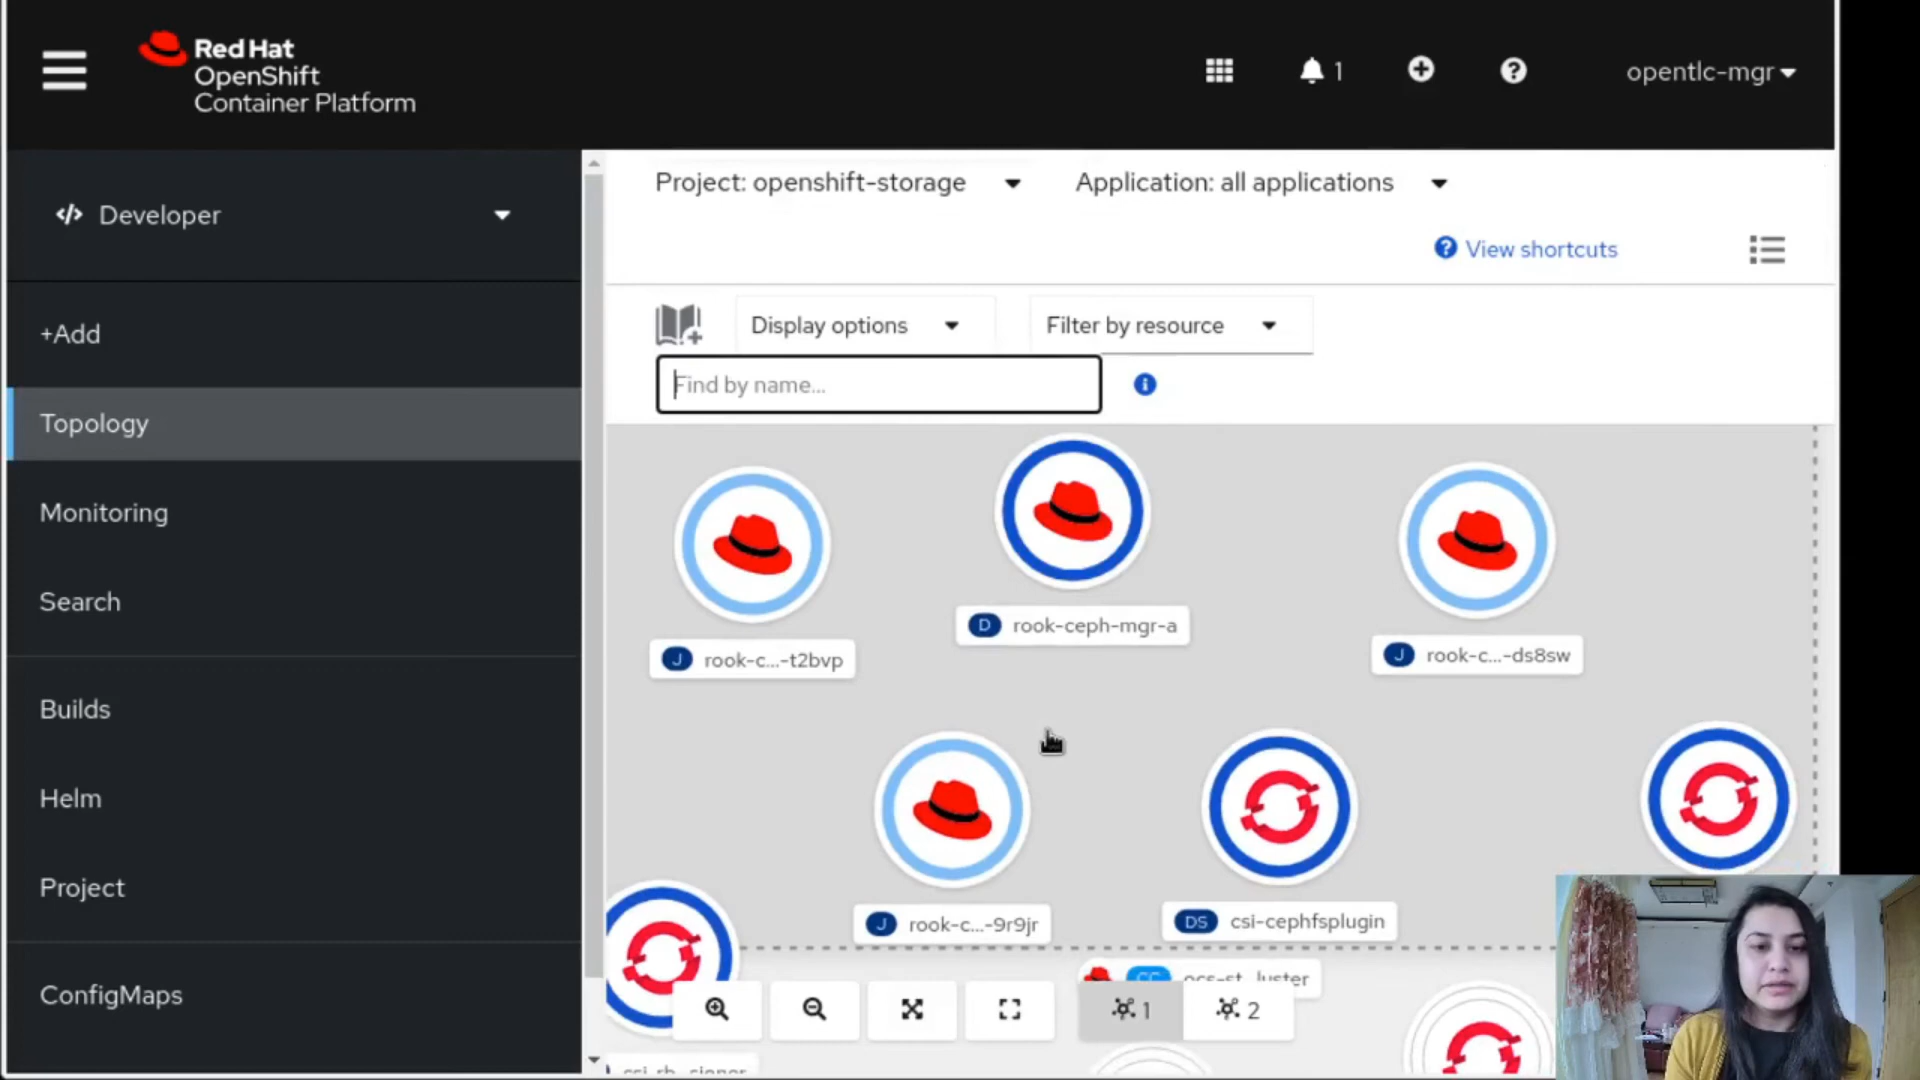 Red Hat
OpenShift
Container Platform
1
opentlc-mgr
Developer
+Add
Topology
Monitoring
Search
Builds
Helm
Project
ConfigMaps
Project: openshift-storage
Application: all applications
View shortcuts
Display options
Filter by resource
Find by name...
J rook-c...-t2bvp
D rook-ceph-mgr-a
J rook-c...-ds8sw
J rook-c...-9r9jr
DS csi-cephfsplugin
1
2